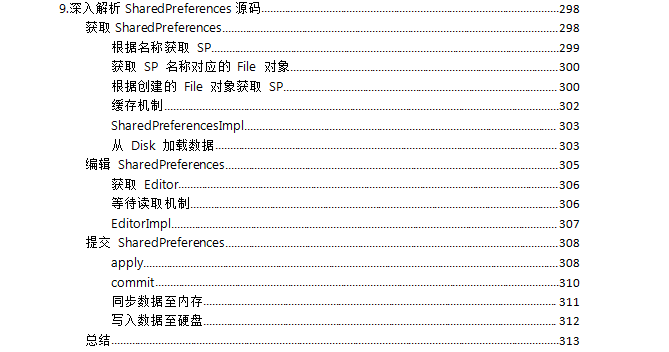 9.深入解析 SharedPreferences 源码............298
获取 SharedPreferences............298
根据名称获取 SP............299
获取 SP 名称对应的 File 对象............300
根据创建的 File 对象获取 SP............300
缓存机制............302
SharedPreferencesImpl............303
从 Disk 加载数据............303
编辑 SharedPreferences............305
获取 Editor............306
等待读取机制............306
EditorImpl............307
提交 SharedPreferences............308
apply............308
commit............310
同步数据至内存............311
写入数据至硬盘............312
总结............313